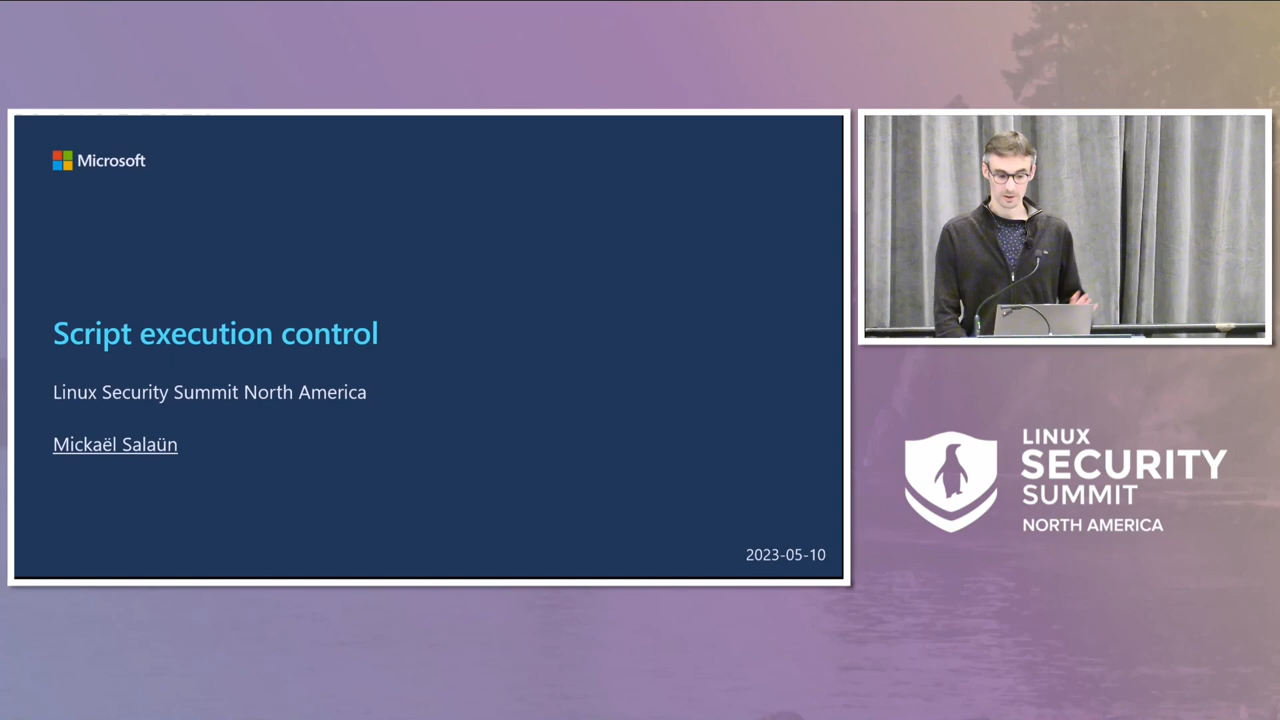 Microsoft
Script execution control
Linux Security Summit North America
Mickaël Salaün
2023-05-10
LINUX
SECURITY
SUMMIT
NORTH AMERICA